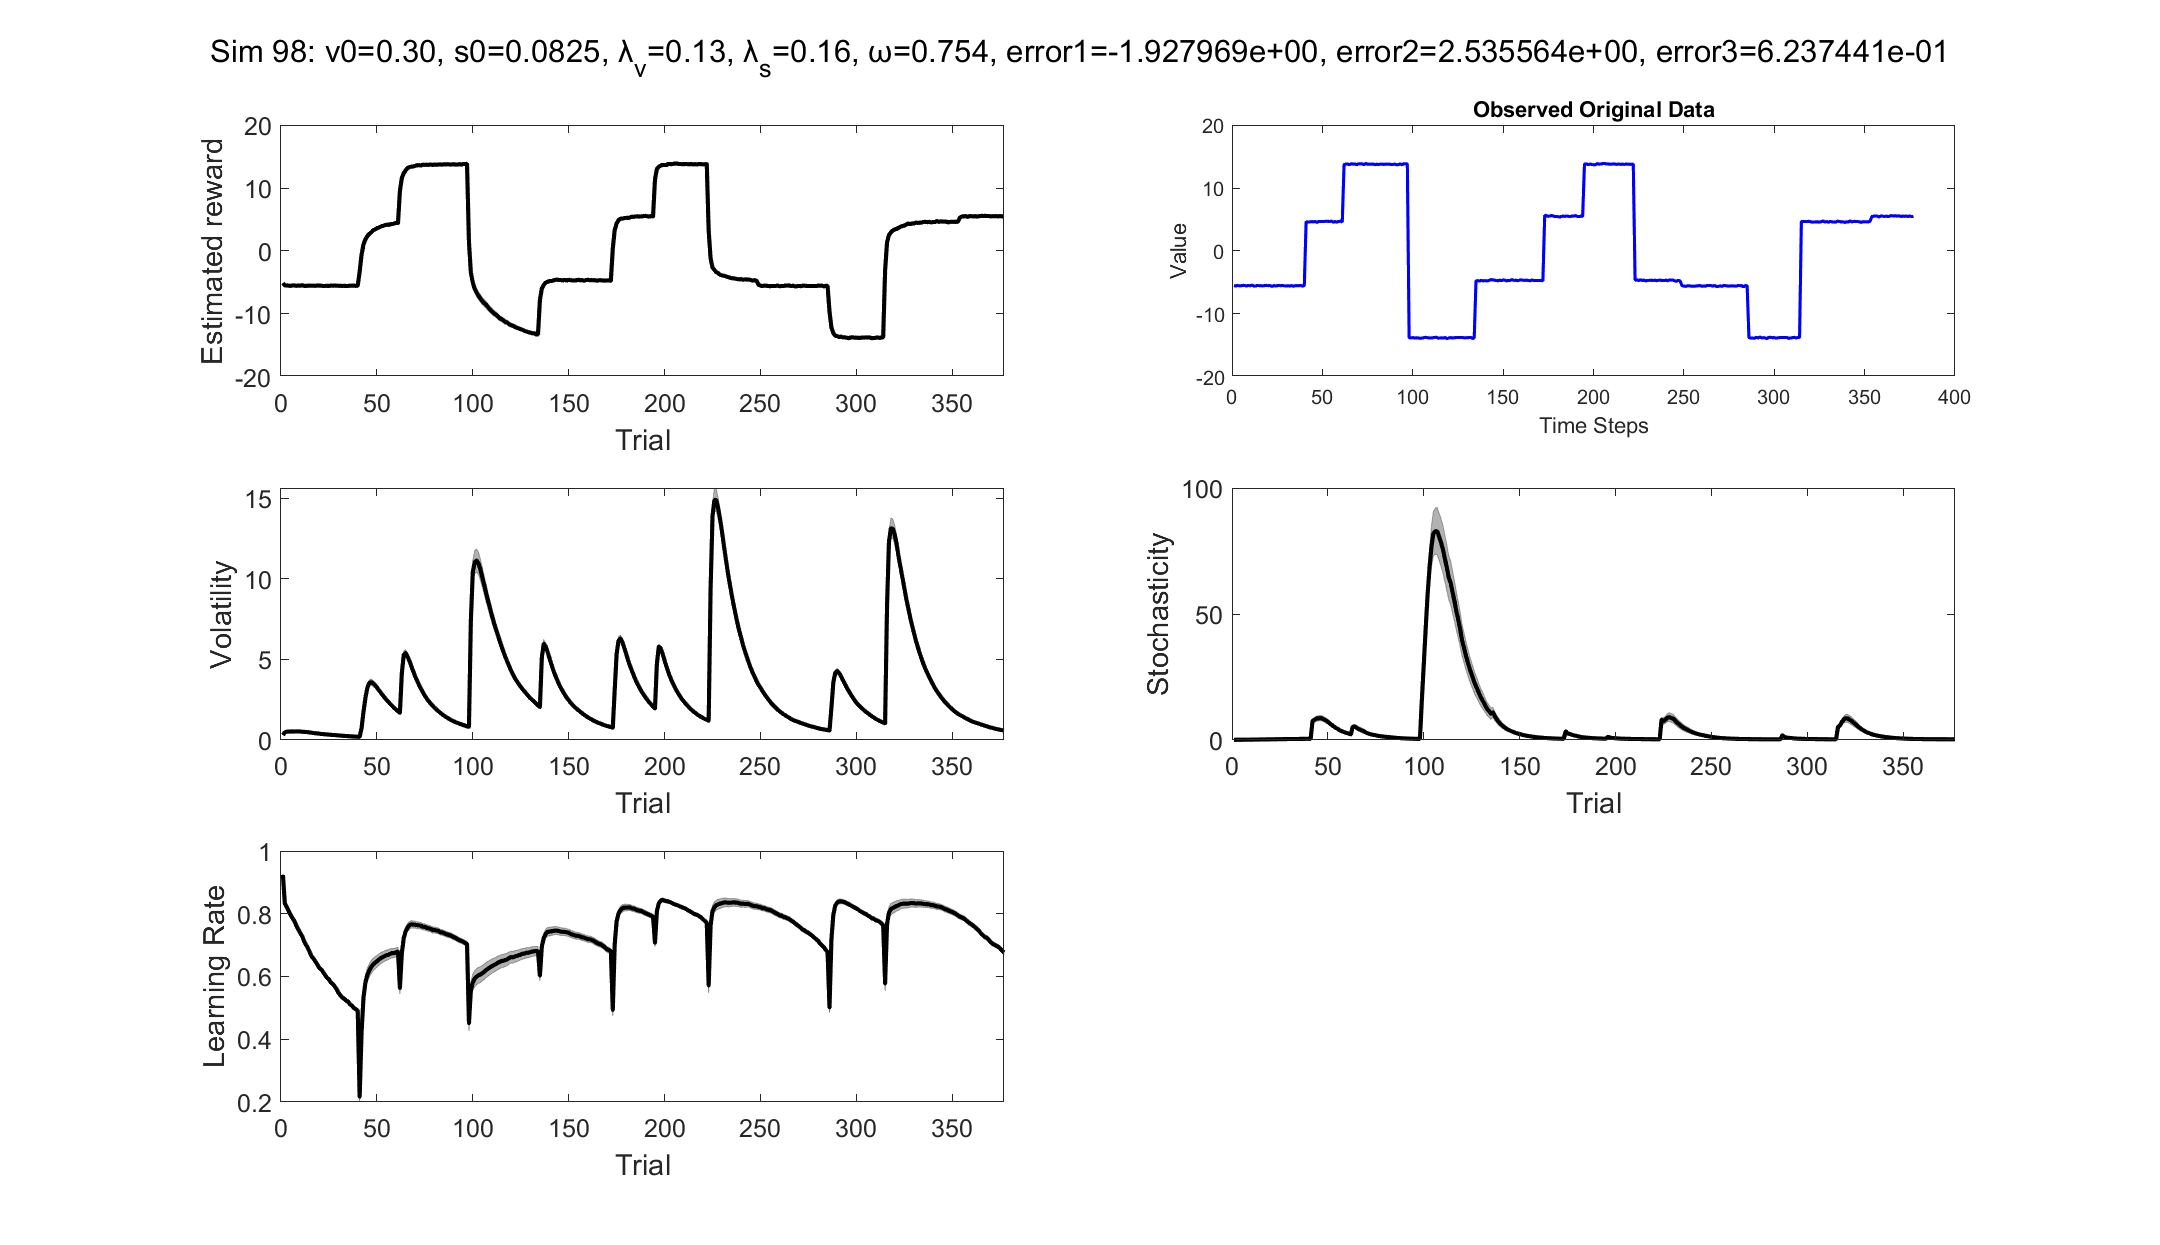 Sim 98: v0=0.30, s0=0.0825, λv=0.13, λs=0.16, ω=0.754, error1=-1.927969e+00, error2=2.535564e+00, error3=6.237441e-01
Estimated reward
20
10
0
-10
-20
0 50 100 150 200 250 300 350
Trial
Observed Original Data
Value
20
10
0
-10
-20
0 50 100 150 200 250 300 350 400
Time Steps
Volatility
15
10
5
0
0 50 100 150 200 250 300 350
Trial
Stochasticity
100
50
0
0 50 100 150 200 250 300 350
Trial
Learning Rate
1
0.8
0.6
0.4
0.2
0 50 100 150 200 250 300 350
Trial